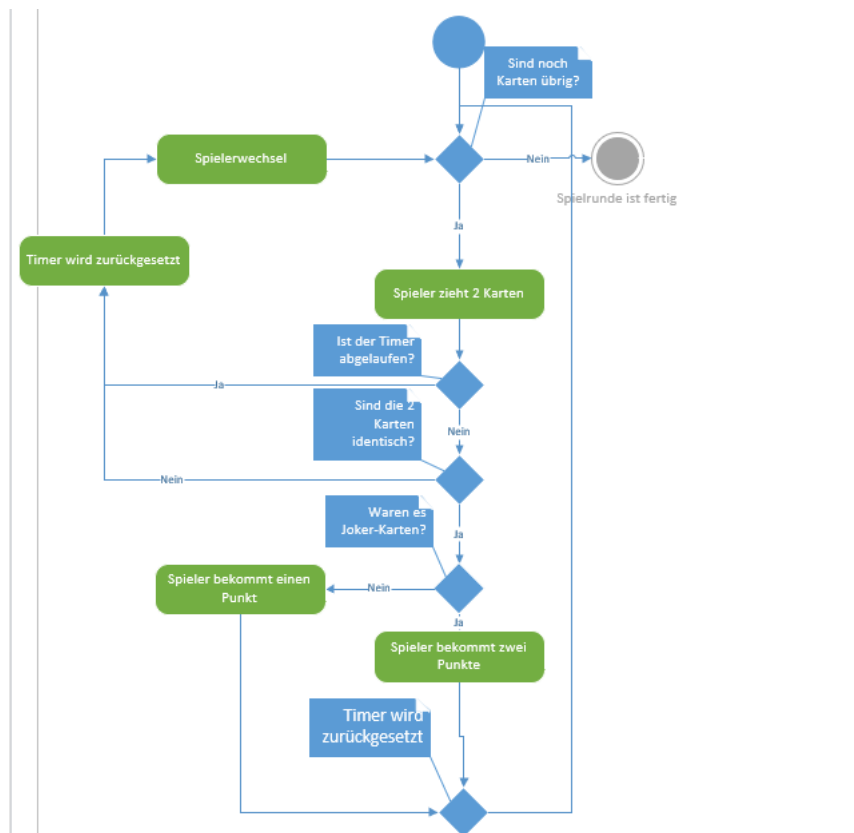 Sind noch
Karten übrig?
Spielerwechsel
Nein
Spielrunde ist fertig
Ja
Timer wird zurückgesetzt
Spieler zieht 2 Karten
Ist der Timer
abgelaufen?
Ja
Sind die 2
Karten
identisch?
Nein
Nein
Waren es
Joker-Karten?
Ja
Spieler bekommt einen
Punkt
Nein
Ja
Spieler bekommt zwei
Punkte
Timer wird
zurückgesetzt